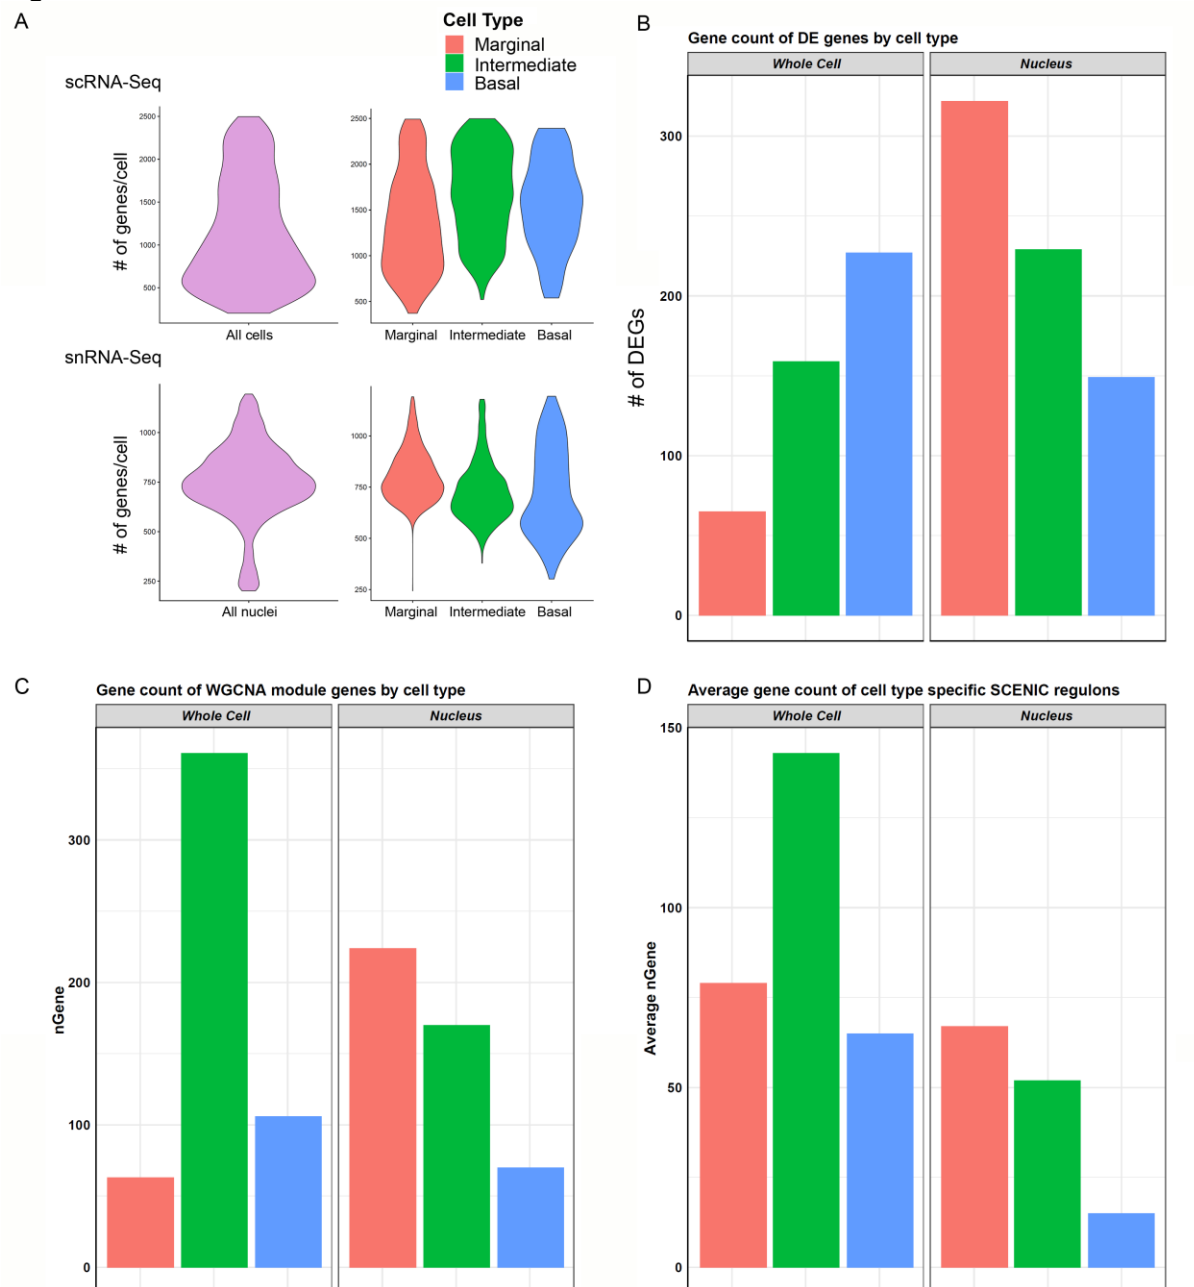 A
Cell Type
Marginal
Intermediate
Basal
scRNA-Seq
# of genes/cell
2500
2000
1500
1000
500
All cells
2500
2000
1500
1000
500
Marginal Intermediate Basal
snRNA-Seq
# of genes/cell
1000
750
500
250
All nuclei
1000
750
500
250
Marginal Intermediate Basal
B
Gene count of DE genes by cell type
Whole Cell Nucleus
# of DEGs
300
200
100
0
C
Gene count of WGCNA module genes by cell type
Whole Cell Nucleus
nGene
300
200
100
0
D
Average gene count of cell type specific SCENIC regulons
Whole Cell Nucleus
Average nGene
150
100
50
0